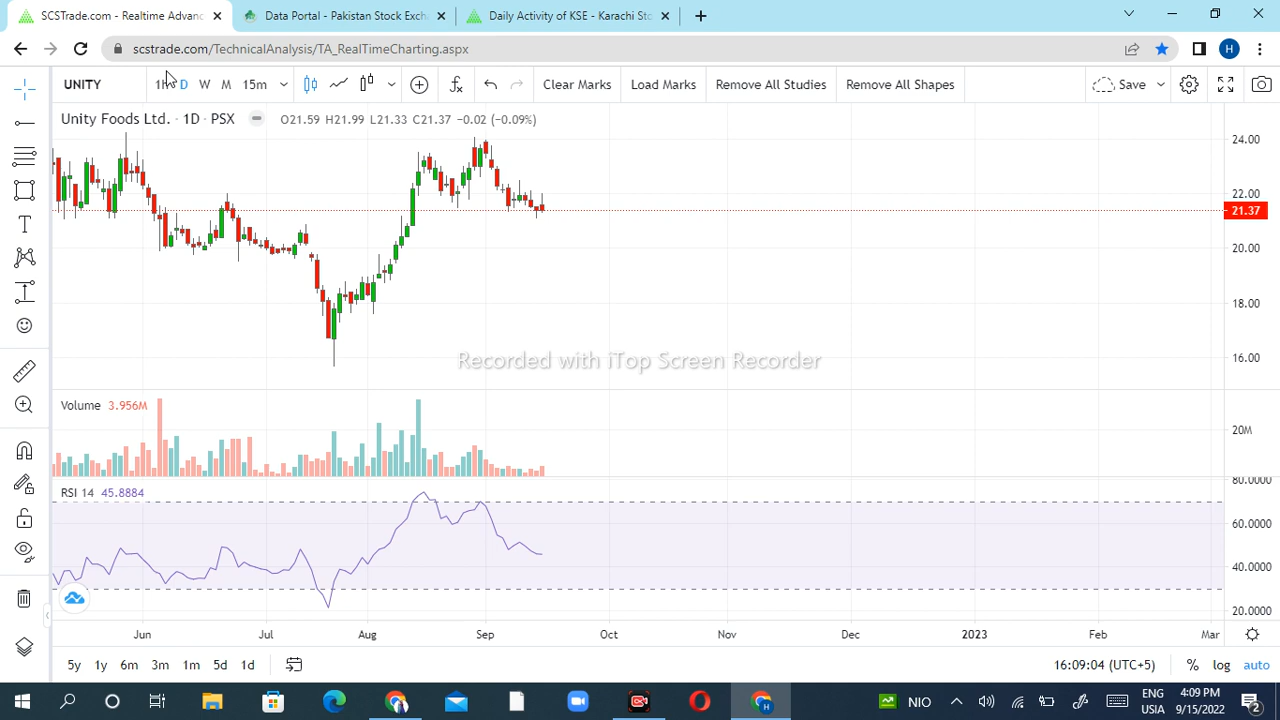 SCSTrade.com - Realtime Advanc
Data Portal - Pakistan Stock Exch
Daily Activity of KSE - Karachi Sto
scstrade.com/TechnicalAnalysis/TA_RealTimeCharting.aspx
H
UNITY
1H D W M 15m
Clear Marks
Load Marks
Remove All Studies
Remove All Shapes
Save
Unity Foods Ltd. · 1D · PSX
O21.59 H21.99 L21.33 C21.37 −0.02 (−0.09%)
24.00
22.00
21.37
20.00
18.00
16.00
Recorded with iTop Screen Recorder
Volume 3.956M
20M
RSI 14 45.8884
80.0000
60.0000
40.0000
20.0000
Jun Jul Aug Sep Oct Nov Dec 2023 Feb Mar
5y 1y 6m 3m 1m 5d 1d
16:09:04 (UTC+5)
% log auto
NIO
ENG
USIA
4:09 PM
9/15/2022
2